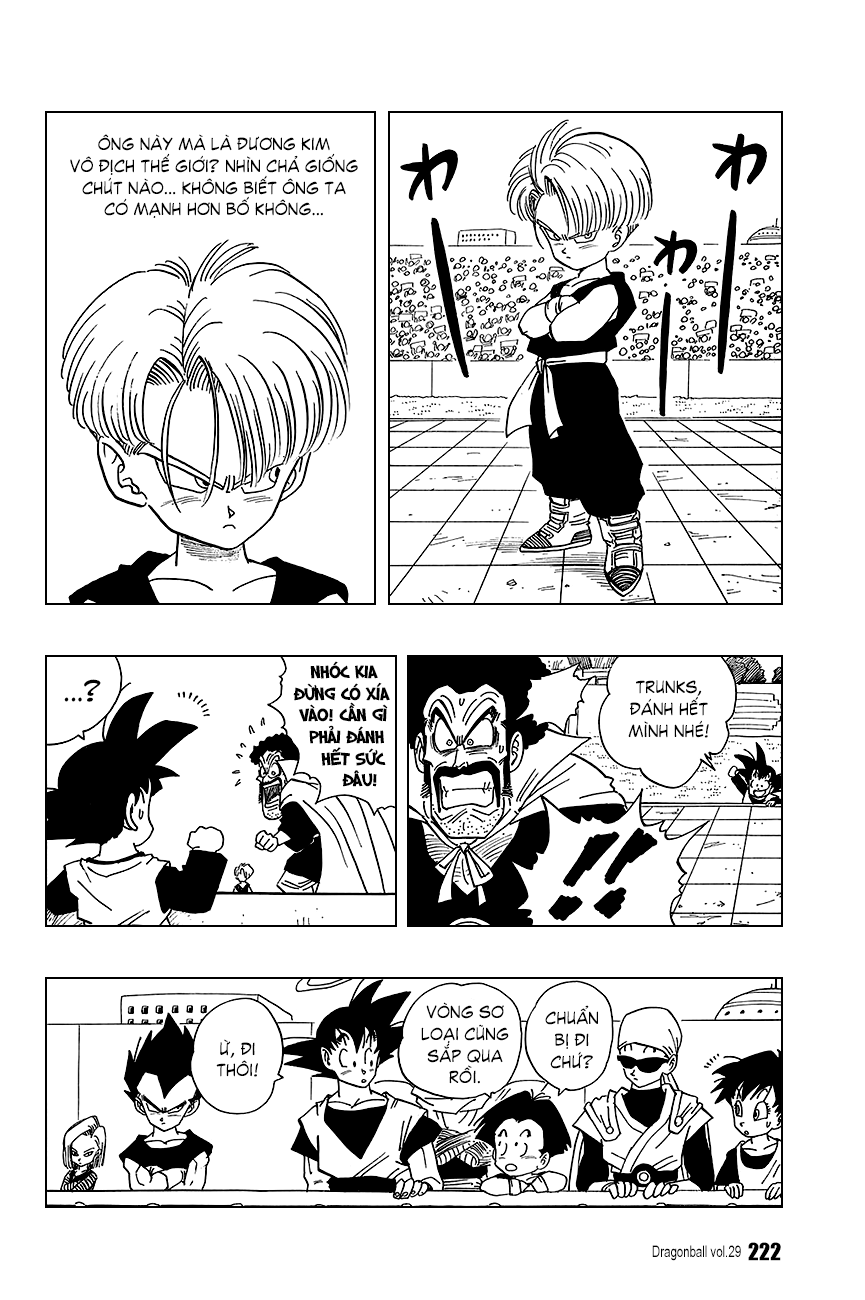 ÔNG NÀY MÀ LÀ ĐƯƠNG KIM
VÔ ĐỊCH THẾ GIỚI? NHÌN CHẢ GIỐNG
CHÚT NÀO... KHÔNG BIẾT ÔNG TA
CÓ MẠNH HƠN BỐ KHÔNG...
わ
わ
わ
...?
NHÓC KIA
ĐỪNG CÓ XÍA
VÀO! CẦN GÌ
PHẢI ĐÁNH
HẾT SỨC
ĐÂU!
TRUNKS,
ĐÁNH HẾT
MÌNH NHÉ!
!!
Ừ, ĐI
THÔI!
VÒNG SƠ
LOẠI CŨNG
SẮP QUA
RỒI.
CHUẨN
BỊ ĐI
CHỨ?
Dragonball vol.29 222